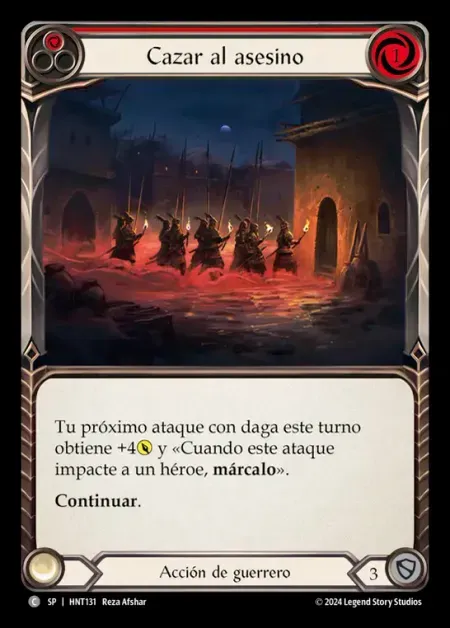 Cazar al asesino
1
Tu próximo ataque con daga este turno
obtiene +4 y «Cuando este ataque
impacte a un héroe, márcalo».
Continuar.
Acción de guerrero
3
C SP | HNT131 Reza Afshar
© 2024 Legend Story Studios